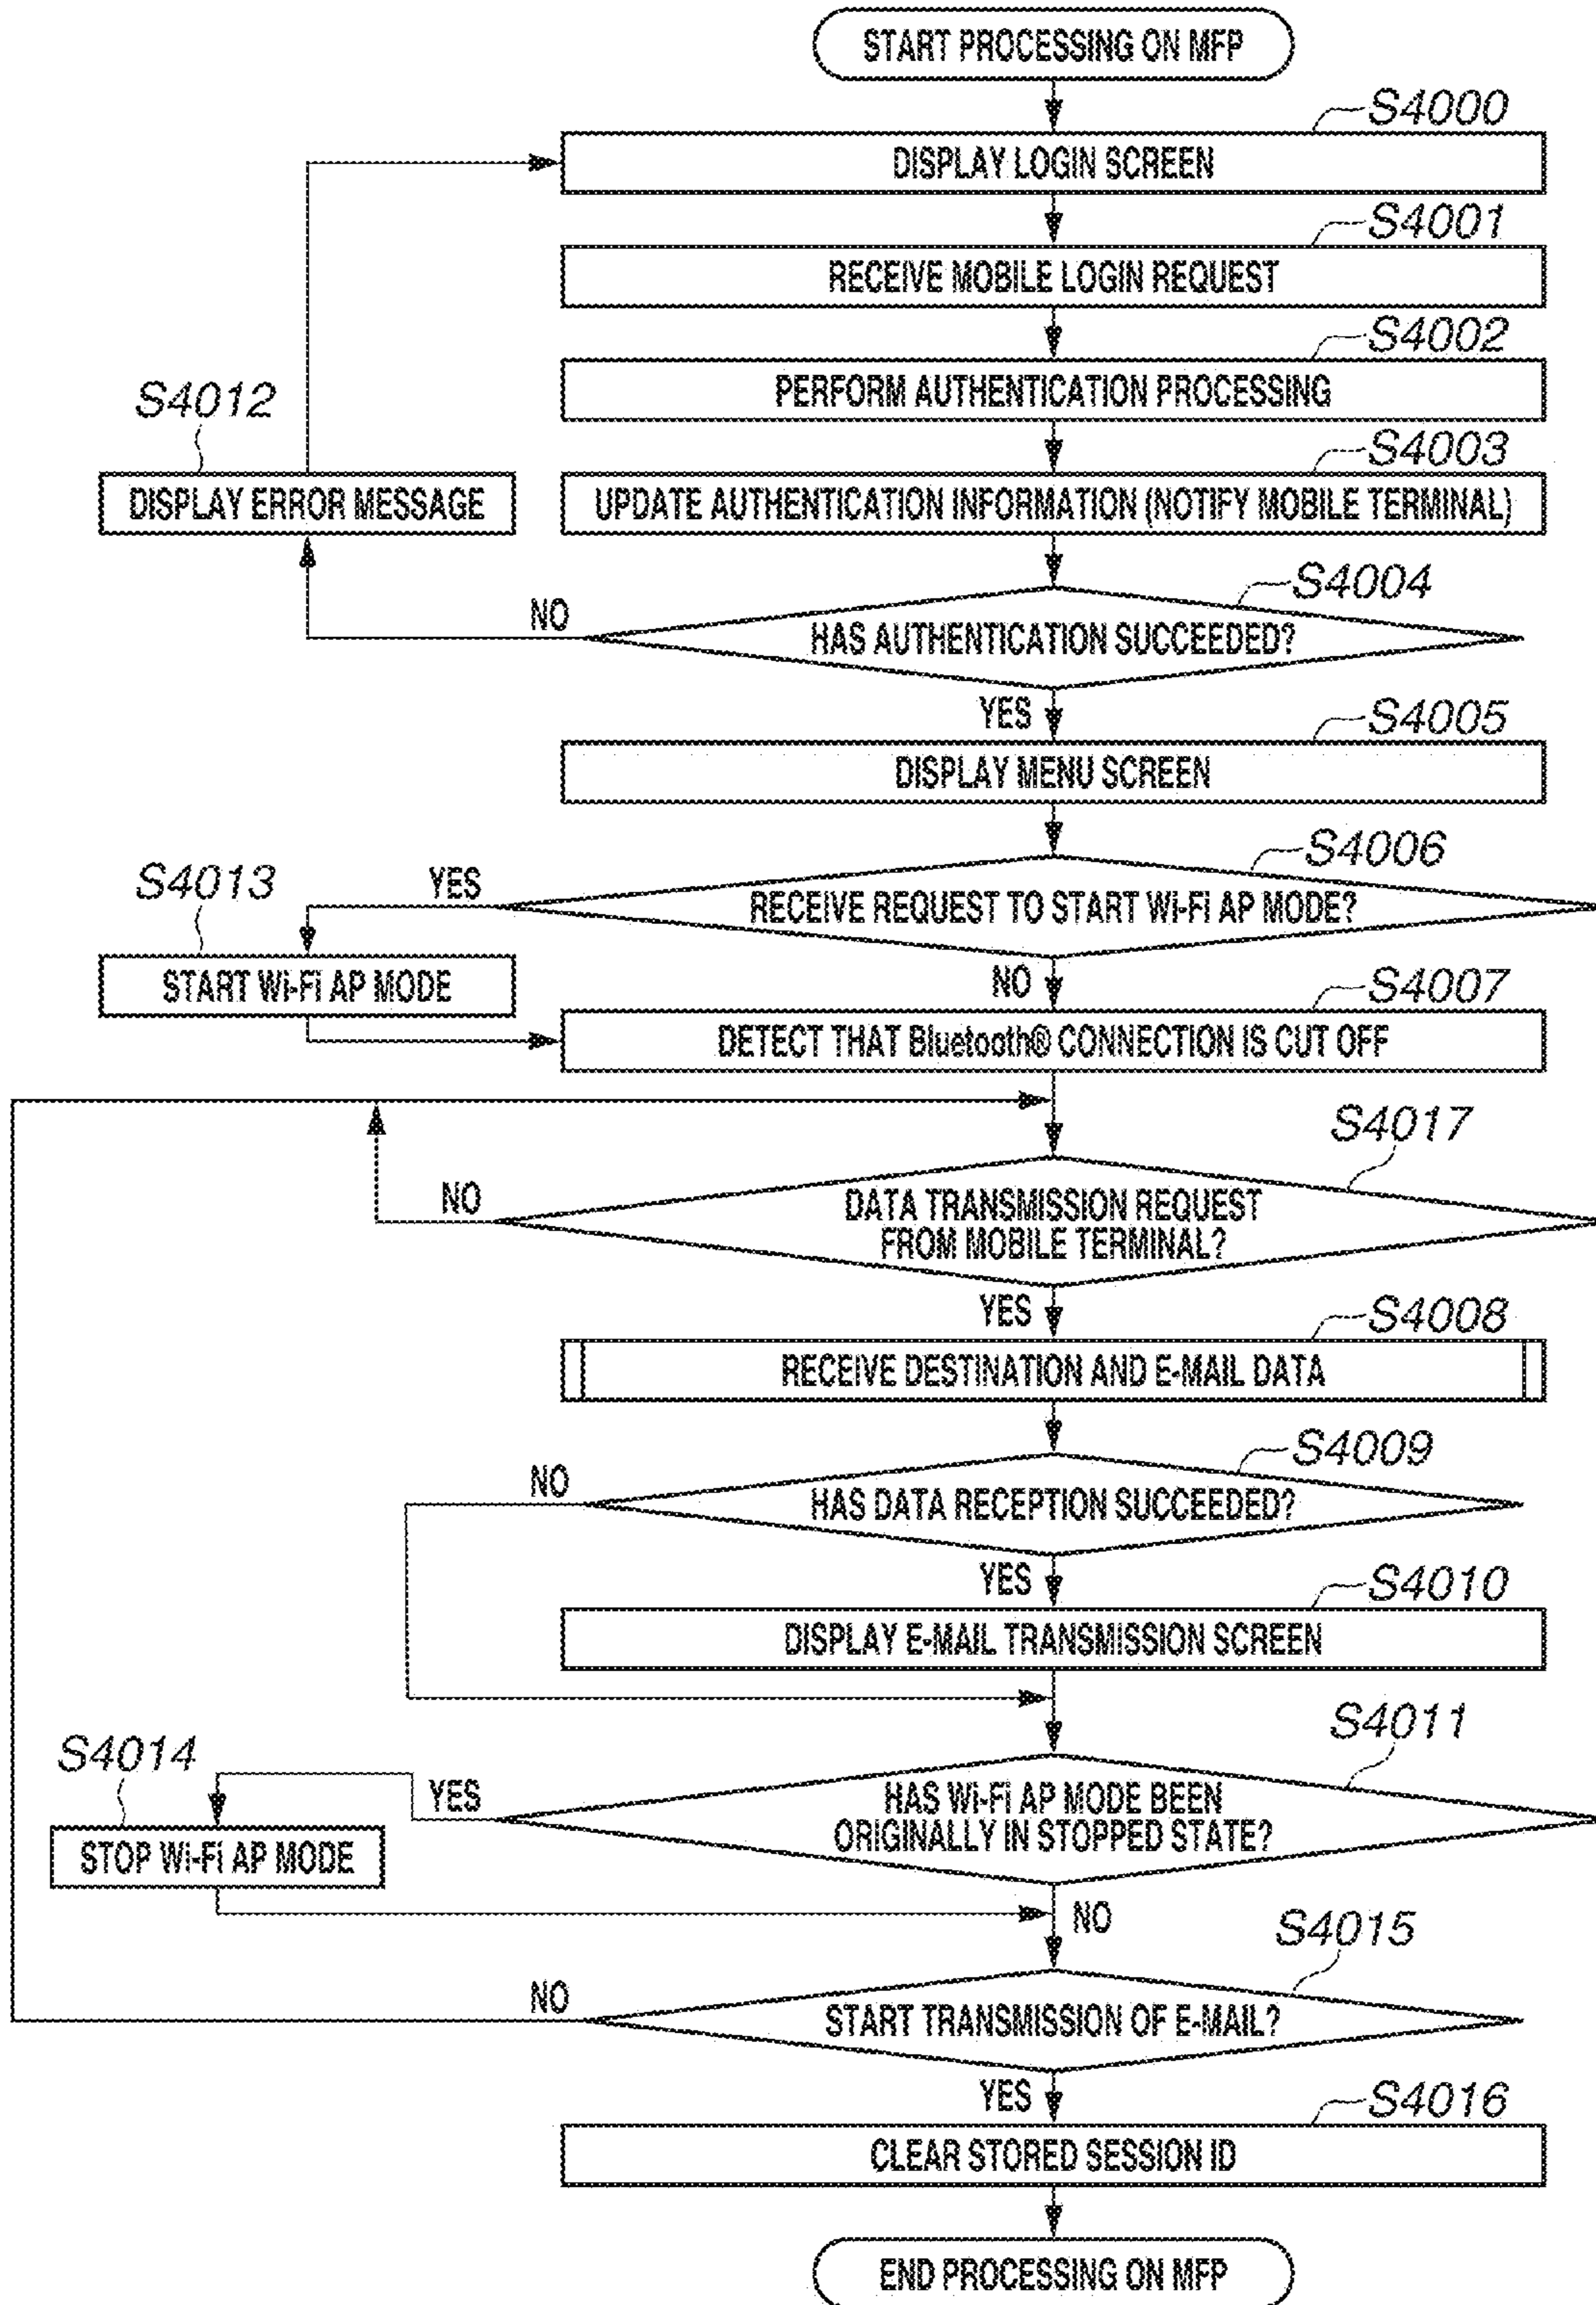 START PROCESSING ON MFP
S4000
DISPLAY LOGIN SCREEN
S4001
RECEIVE MOBILE LOGIN REQUEST
S4002
PERFORM AUTHENTICATION PROCESSING
S4012
S4003
DISPLAY ERROR MESSAGE
UPDATE AUTHENTICATION INFORMATION (NOTIFY MOBILE TERMINAL)
S4004
NO
HAS AUTHENTICATION SUCCEEDED?
YES
S4005
DISPLAY MENU SCREEN
S4006
S4013
YES
RECEIVE REQUEST TO START Wi-Fi AP MODE?
START Wi-Fi AP MODE
NO
S4007
DETECT THAT Bluetooth® CONNECTION IS CUT OFF
S4017
NO
DATA TRANSMISSION REQUEST
FROM MOBILE TERMINAL?
YES
S4008
RECEIVE DESTINATION AND E-MAIL DATA
S4009
NO
HAS DATA RECEPTION SUCCEEDED?
YES
S4010
DISPLAY E-MAIL TRANSMISSION SCREEN
S4011
S4014
YES
HAS Wi-Fi AP MODE BEEN
ORIGINALLY IN STOPPED STATE?
STOP Wi-Fi AP MODE
NO
S4015
NO
START TRANSMISSION OF E-MAIL?
YES
S4016
CLEAR STORED SESSION ID
END PROCESSING ON MFP